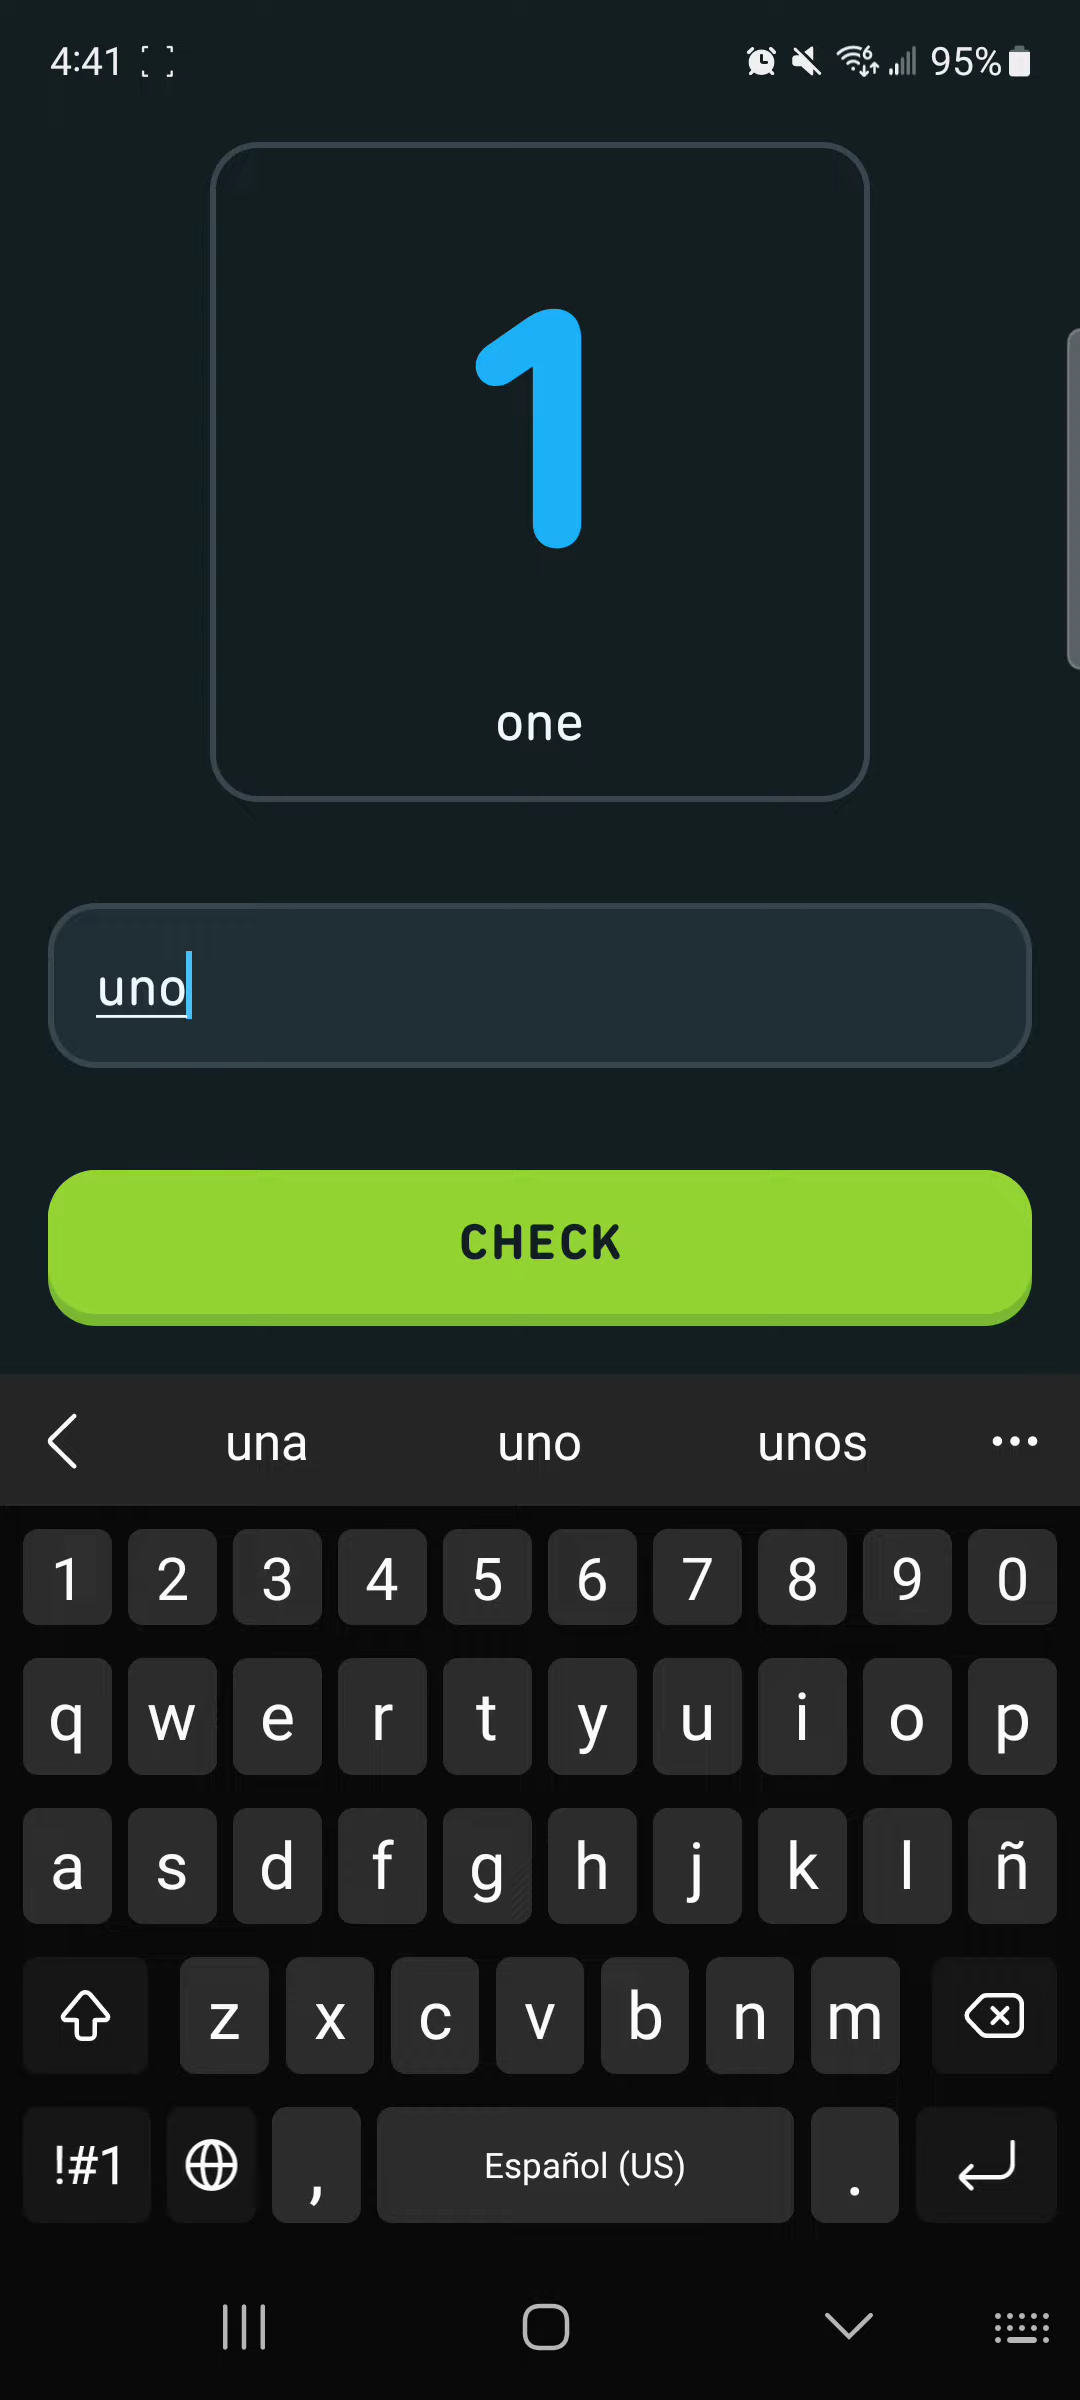 4:41 6 95%
1
one
uno
CHECK
una uno unos
1 2 3 4 5 6 7 8 9 0
q w e r t y u i o p
a s d f g h j k l ñ
z x c v b n m
!#1 , Español (US) .